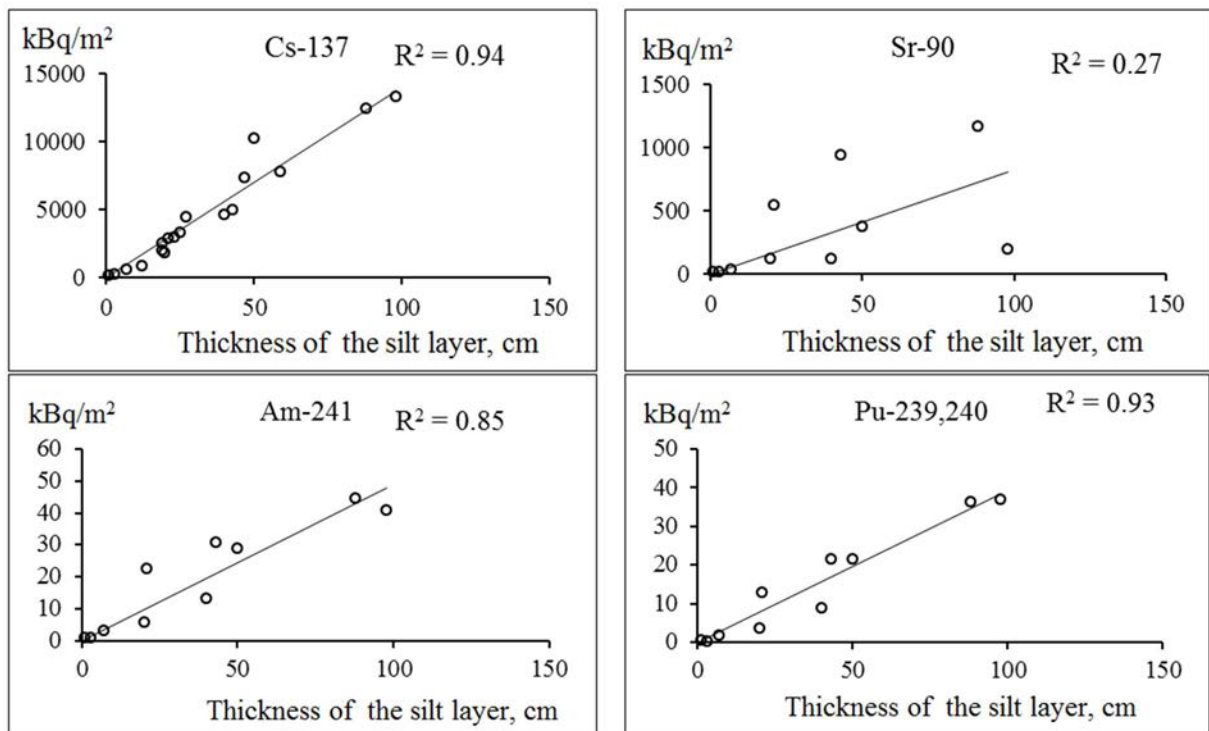 kBq/m²
Cs-137
R² = 0.94
15000
10000
5000
0
0 50 100 150
Thickness of the silt layer, cm
kBq/m²
Sr-90
R² = 0.27
1500
1000
500
0
0 50 100 150
Thickness of the silt layer, cm
kBq/m²
Am-241
R² = 0.85
60
50
40
30
20
10
0
0 50 100 150
Thickness of the silt layer, cm
kBq/m²
Pu-239,240
R² = 0.93
50
40
30
20
10
0
0 50 100 150
Thickness of the silt layer, cm